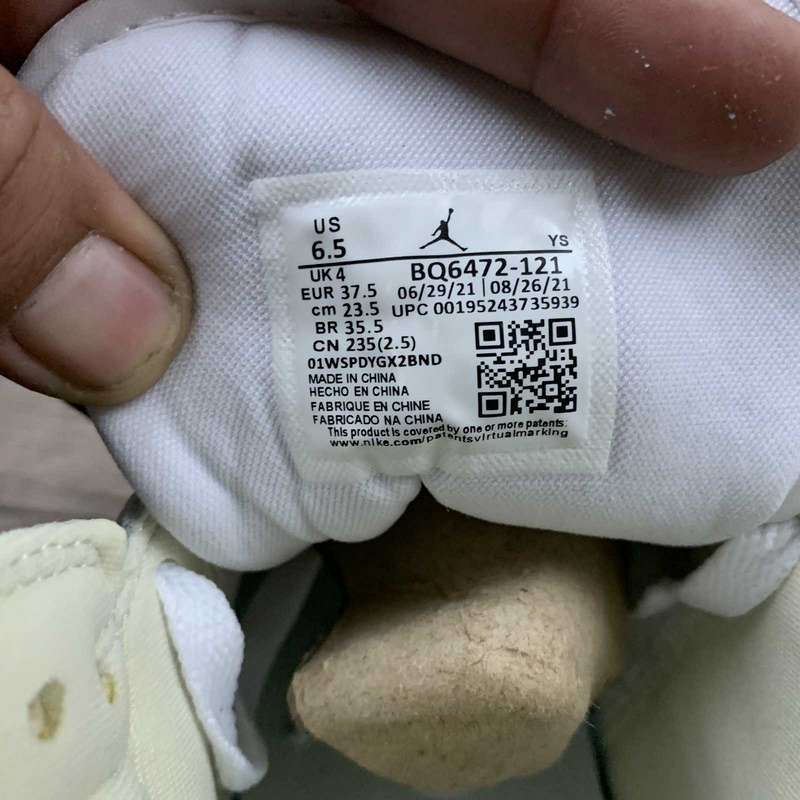 US
6.5 YS
UK 4 BQ6472-121
EUR 37.5 06/29/21 | 08/26/21
cm 23.5 UPC 00195243735939
BR 35.5
CN 235(2.5)
01WSPDYGX2BND
MADE IN CHINA
HECHO EN CHINA
FABRIQUE EN CHINE
FABRICADO NA CHINA
This product is covered by one or more patents:
www.nike.com/patentsvirtualmarking